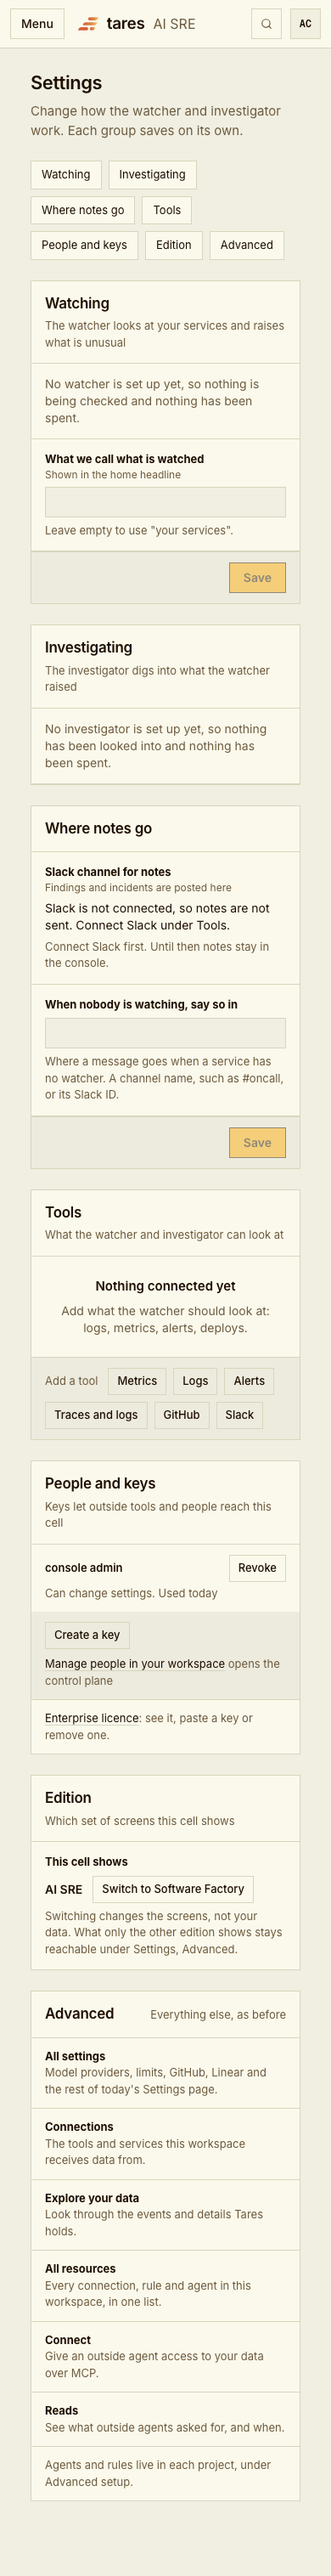 Menu
tares AI SRE
AC
Settings
Change how the watcher and investigator
work. Each group saves on its own.
Watching
Investigating
Where notes go
Tools
People and keys
Edition
Advanced
Watching
The watcher looks at your services and raises
what is unusual
No watcher is set up yet, so nothing is
being checked and nothing has been
spent.
What we call what is watched
Shown in the home headline
Leave empty to use "your services".
Save
Investigating
The investigator digs into what the watcher
raised
No investigator is set up yet, so nothing
has been looked into and nothing has
been spent.
Where notes go
Slack channel for notes
Findings and incidents are posted here
Slack is not connected, so notes are not
sent. Connect Slack under Tools.
Connect Slack first. Until then notes stay in
the console.
When nobody is watching, say so in
Where a message goes when a service has
no watcher. A channel name, such as #oncall,
or its Slack ID.
Save
Tools
What the watcher and investigator can look at
Nothing connected yet
Add what the watcher should look at:
logs, metrics, alerts, deploys.
Add a tool
Metrics
Logs
Alerts
Traces and logs
GitHub
Slack
People and keys
Keys let outside tools and people reach this
cell
console admin
Revoke
Can change settings. Used today
Create a key
Manage people in your workspace opens the
control plane
Enterprise licence: see it, paste a key or
remove one.
Edition
Which set of screens this cell shows
This cell shows
AI SRE
Switch to Software Factory
Switching changes the screens, not your
data. What only the other edition shows stays
reachable under Settings, Advanced.
Advanced
Everything else, as before
All settings
Model providers, limits, GitHub, Linear and
the rest of today's Settings page.
Connections
The tools and services this workspace
receives data from.
Explore your data
Look through the events and details Tares
holds.
All resources
Every connection, rule and agent in this
workspace, in one list.
Connect
Give an outside agent access to your data
over MCP.
Reads
See what outside agents asked for, and when.
Agents and rules live in each project, under
Advanced setup.